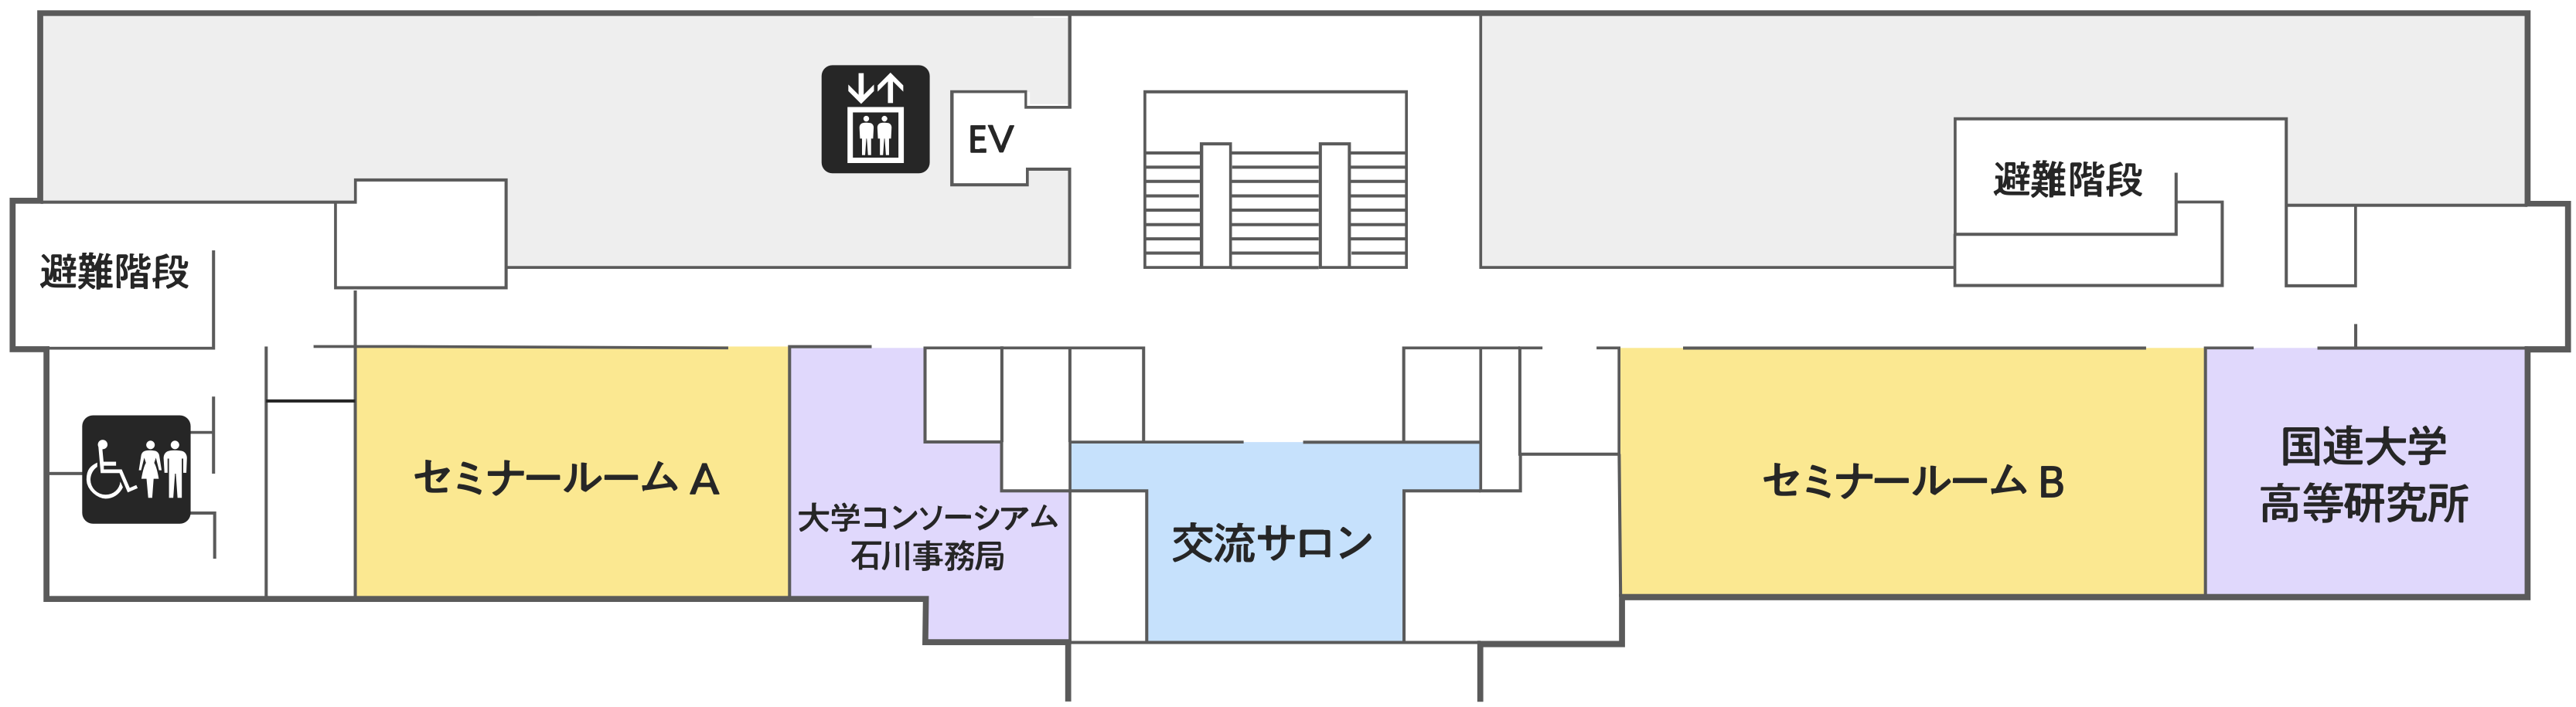 EV
避難階段
避難階段
セミナールーム A
大学コンソーシアム
石川事務局
交流サロン
セミナールーム B
国連大学
高等研究所